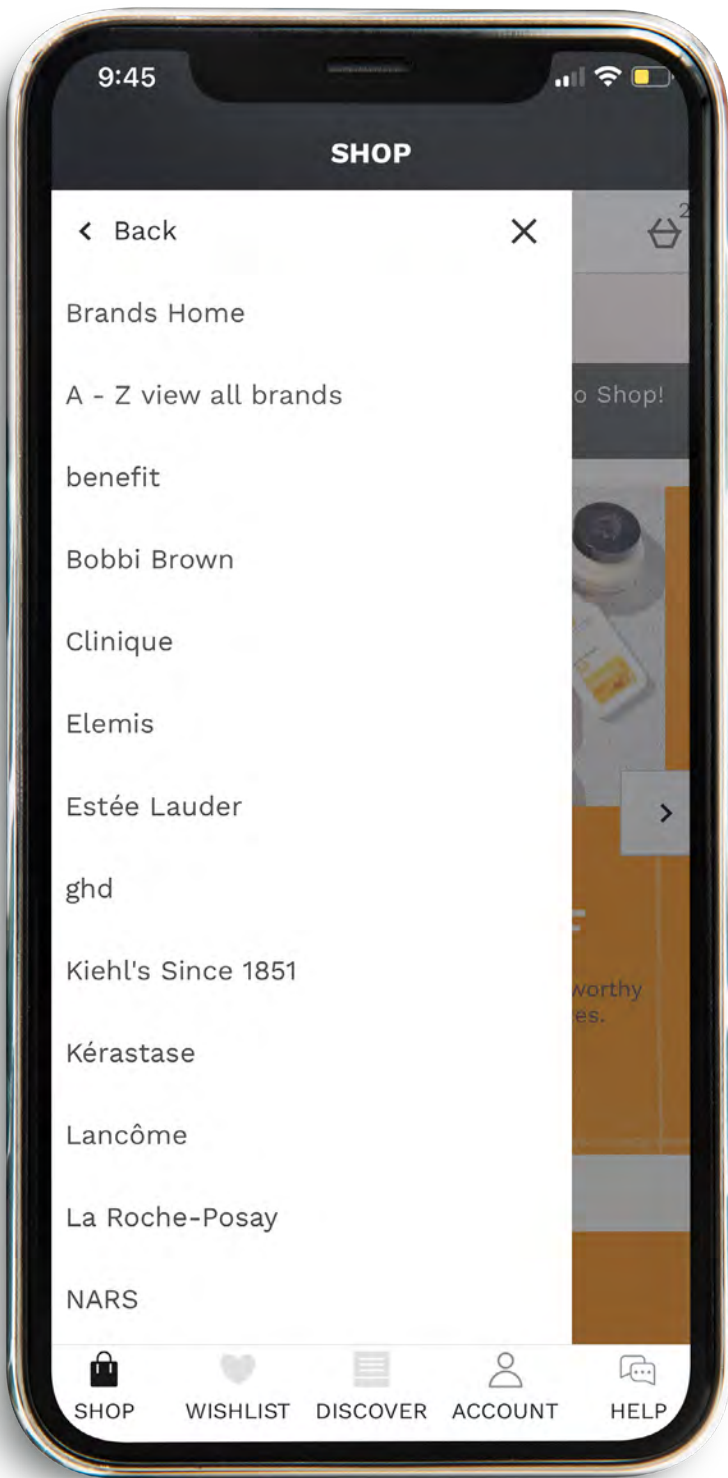 9:45
SHOP
Back
2
Brands Home
A - Z view all brands
o Shop!
benefit
Bobbi Brown
Clinique
Elemis
Estée Lauder
ghd
Kiehl's Since 1851
worthy
es.
Kérastase
Lancôme
La Roche-Posay
NARS
SHOP WISHLIST DISCOVER ACCOUNT HELP